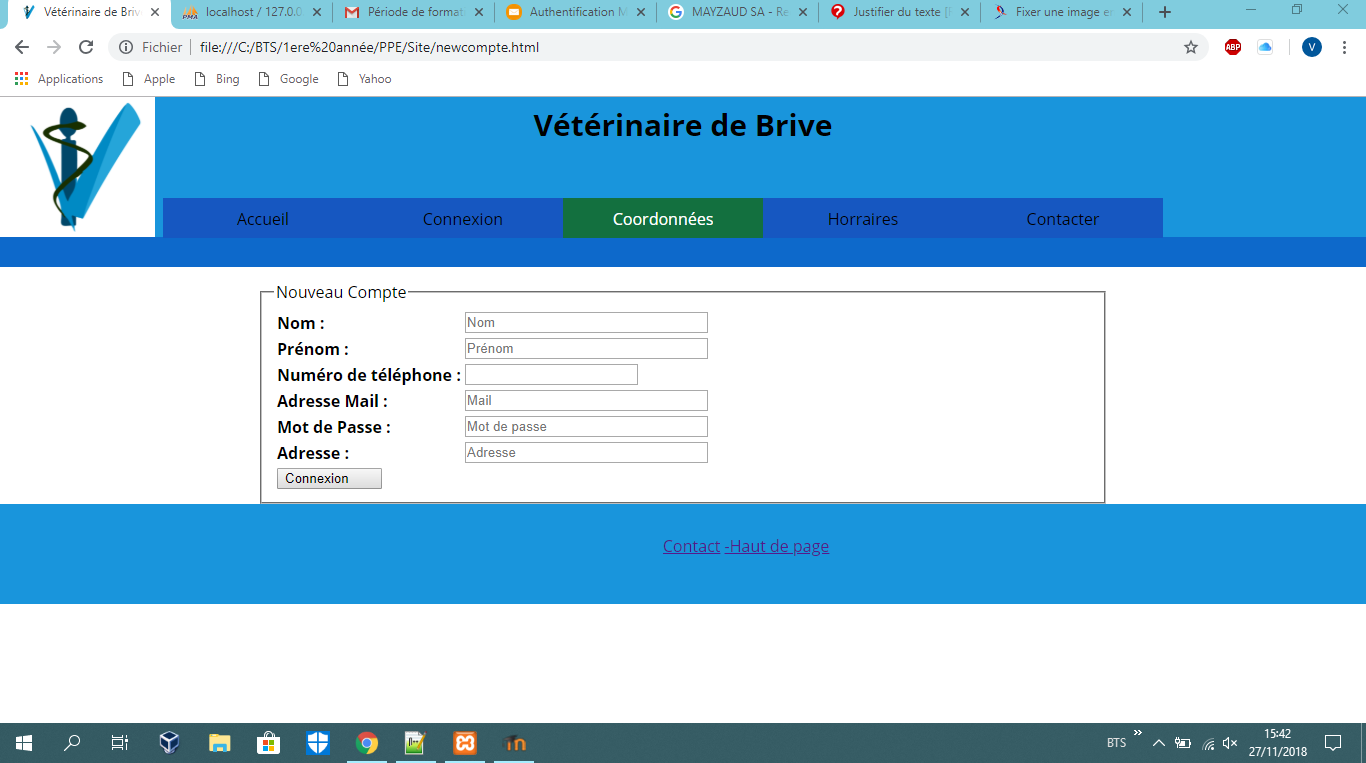 Vétérinaire de Briv
localhost / 127.0.0
Période de format
Authentification M
MAYZAUD SA - Re
Justifier du texte [
Fixer une image e
Fichier
file:///C:/BTS/1ere%20année/PPE/Site/newcompte.html
ABP
V
Applications
Apple
Bing
Google
Yahoo
Vétérinaire de Brive
Accueil
Connexion
Coordonnées
Horraires
Contacter
Nouveau Compte
Nom :
Nom
Prénom :
Prénom
Numéro de téléphone :
Adresse Mail :
Mail
Mot de Passe :
Mot de passe
Adresse :
Adresse
Connexion
Contact -Haut de page
BTS
15:42
27/11/2018